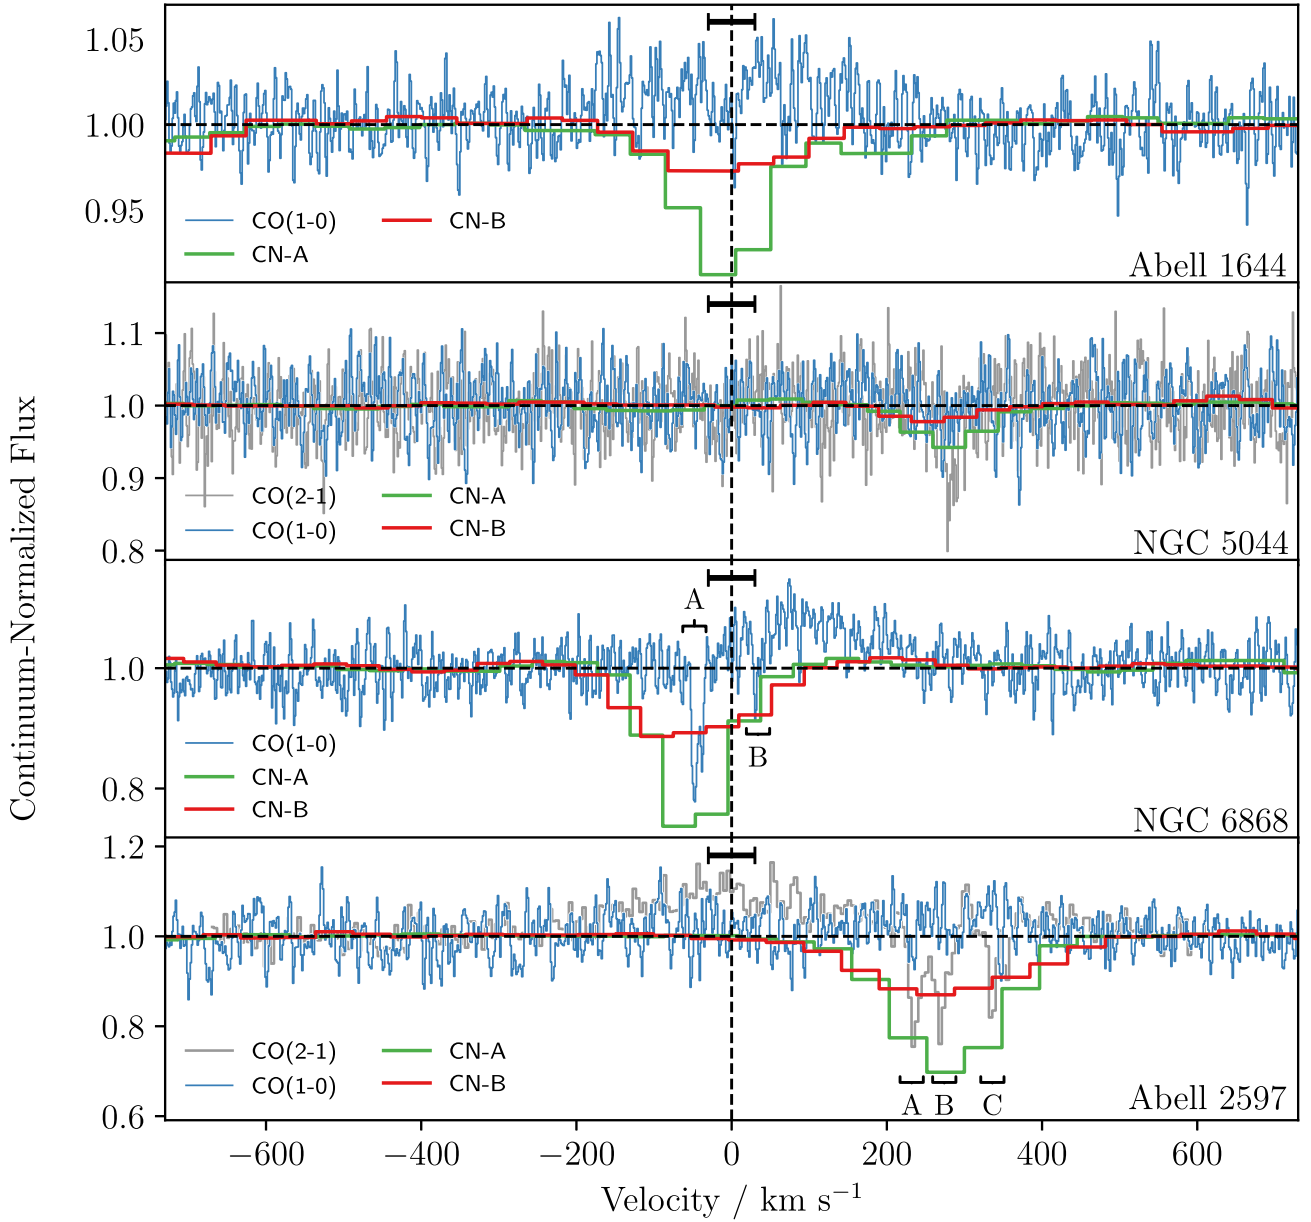 Continuum-Normalized Flux
1.05
1.00
0.95
CO(1-0) CN-B
CN-A
Abell 1644
1.1
1.0
0.9
0.8
CO(2-1) CN-A
CO(1-0) CN-B
NGC 5044
A
1.0
0.8
B
CO(1-0)
CN-A
CN-B
NGC 6868
1.2
1.0
0.8
0.6
CO(2-1) CN-A
CO(1-0) CN-B
A B C
Abell 2597
−600 −400 −200 0 200 400 600
Velocity / km s⁻¹